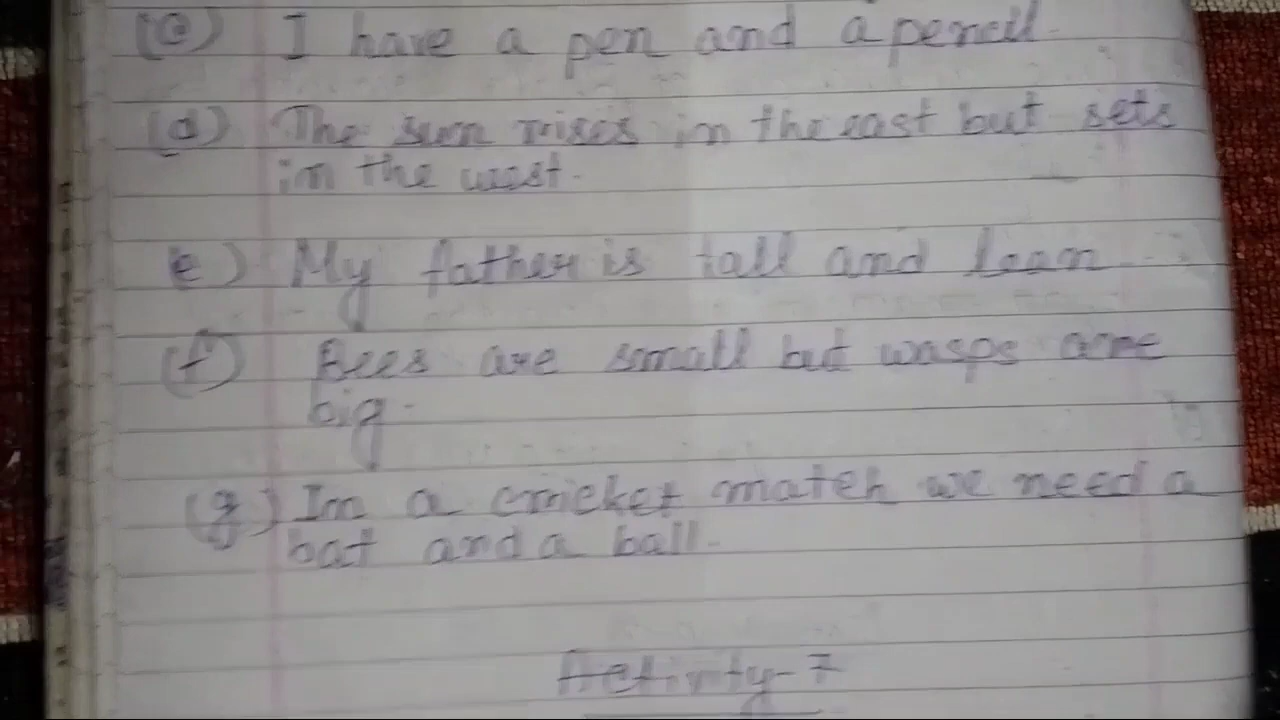 (c) I have a pen and a pencil.
(d) The sun rises in the east but sets
in the west.
e) My father is tall and lean
(f) Bees are small but wasps are
big.
(g) In a cricket match we need a
bat and a ball.
Activity-7